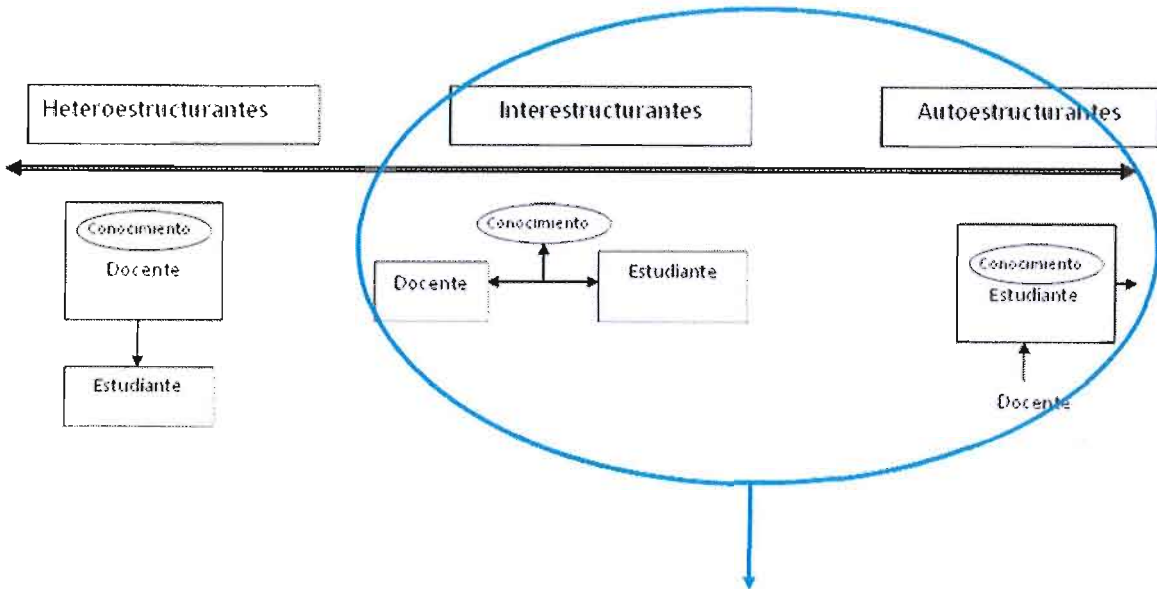 Heteroestructurantes
Interestructurantes
Autoestructurantes
Conocimiento
Docente
Estudiante
Conocimiento
Docente
Estudiante
Conocimiento
Estudiante
Docente